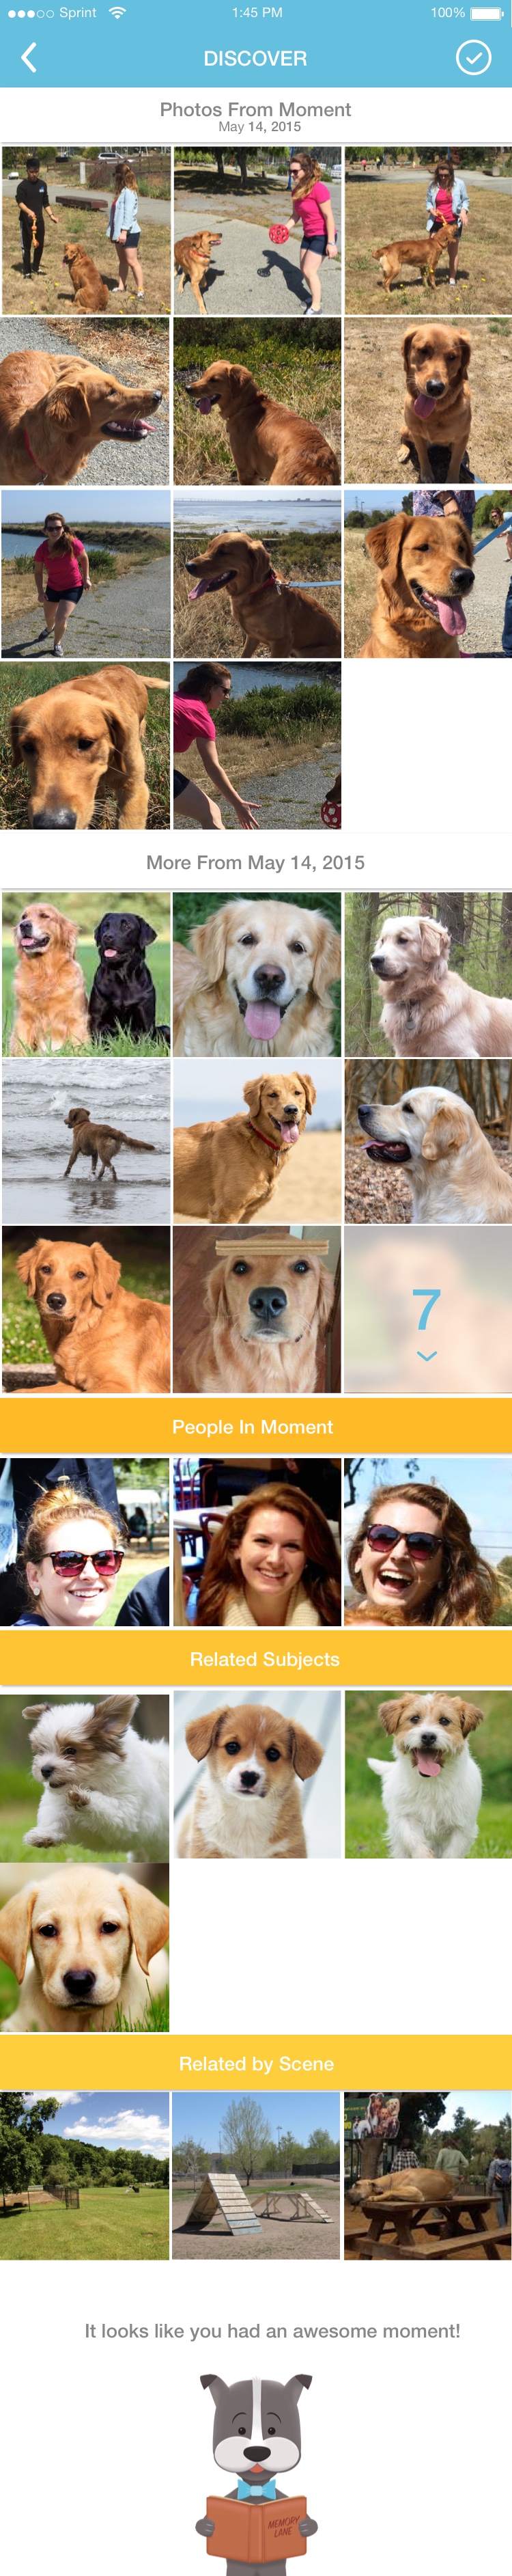 Sprint 1:45 PM 100%
DISCOVER
Photos From Moment
May 14, 2015
More From May 14, 2015
7
People In Moment
Related Subjects
Related by Scene
It looks like you had an awesome moment!
MEMORY
LANE